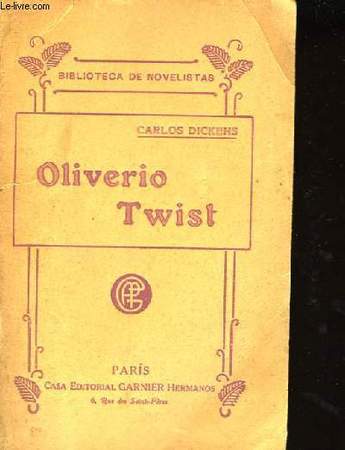 Le-livre.com
BIBLIOTECA DE NOVELISTAS
CARLOS DICKENS
Oliverio
Twist
PARÍS
CASA EDITORIAL GARNIER HERMANOS
6, Rue des Saints-Pères